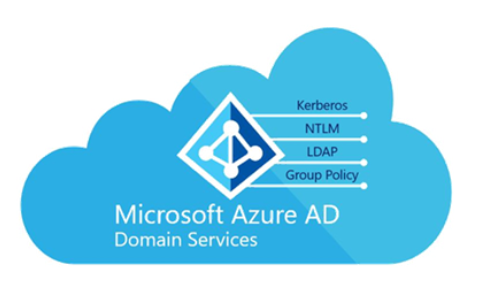 Kerberos
NTLM
LDAP
Group Policy
Microsoft Azure AD
Domain Services